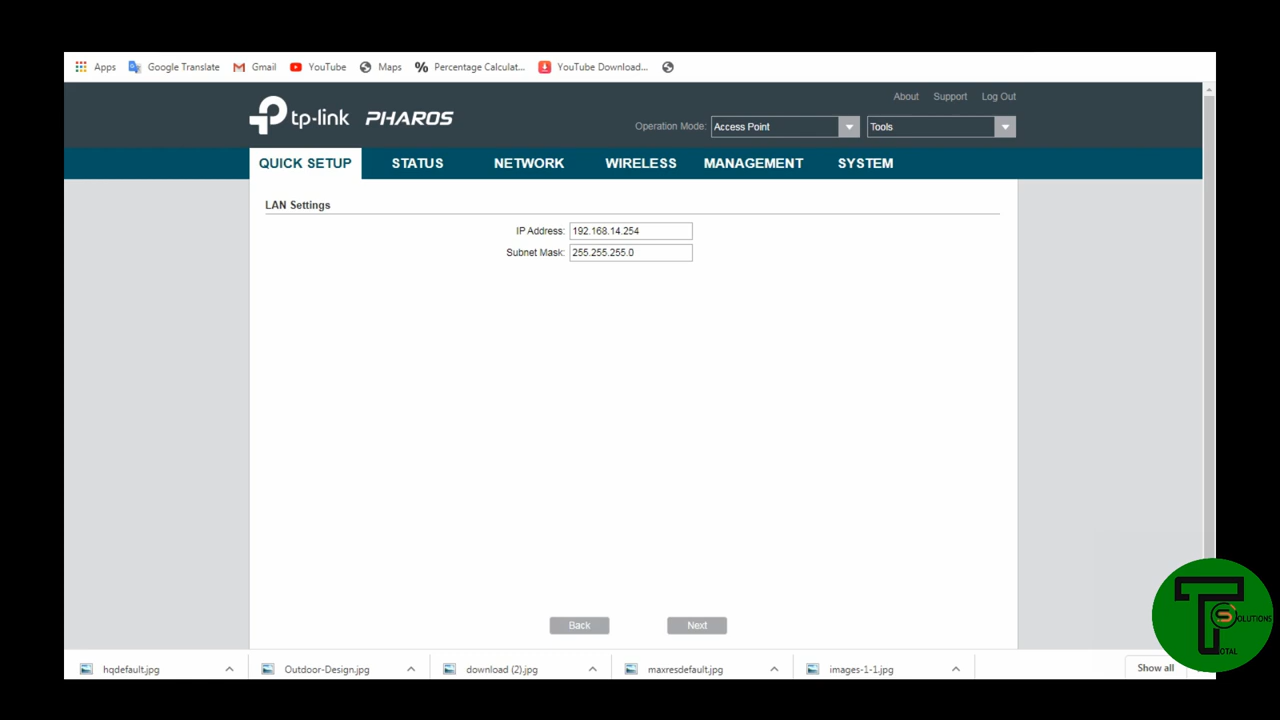 Apps Google Translate Gmail YouTube Maps Percentage Calculat... YouTube Download...
About Support Log Out
tp-link PHAROS
Operation Mode: Access Point Tools
QUICK SETUP STATUS NETWORK WIRELESS MANAGEMENT SYSTEM
LAN Settings
IP Address: 192.168.14.254
Subnet Mask: 255.255.255.0
Back Next
hqdefault.jpg Outdoor-Design.jpg download (2).jpg maxresdefault.jpg images-1-1.jpg Show all
T S OLUTIONS
OTAL